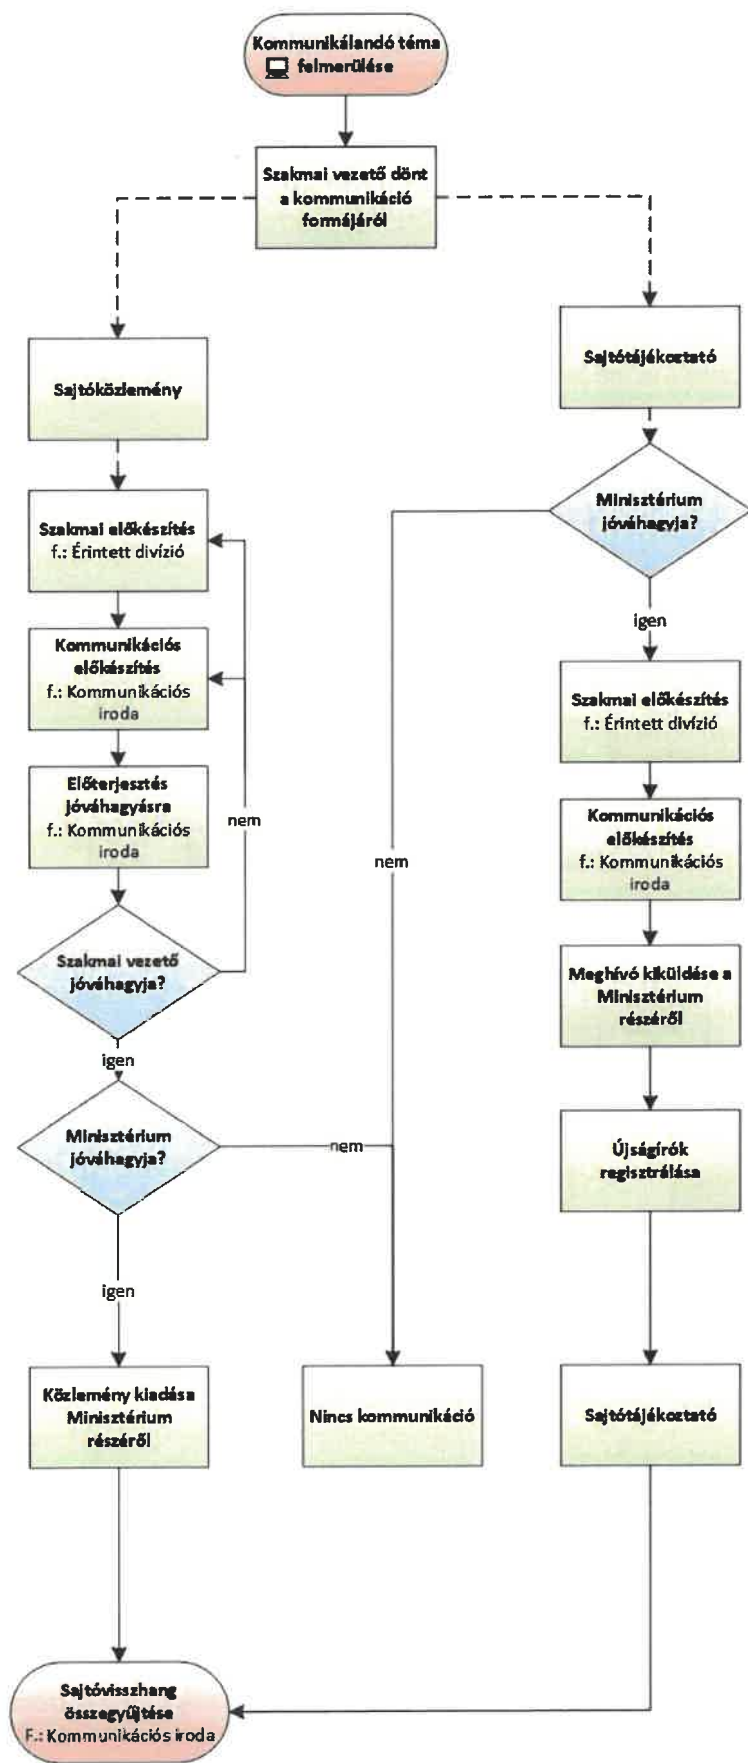 Kommunikálandó téma
felmerülése
Szakmai vezető dönt
a kommunikáció
formájáról
Sajtóközlemény
Szakmai előkészítés
f.: Érintett divízió
Kommunikációs
előkészítés
f.: Kommunikációs
iroda
Előterjesztés
jóváhagyásra
f.: Kommunikációs
iroda
nem
Szakmai vezető
jóváhagyja?
igen
Minisztérium
jóváhagyja?
nem
igen
Közlemény kiadása
Minisztérium
részéről
nem
Nincs kommunikáció
Sajtótájékoztató
Minisztérium
jóváhagyja?
igen
Szakmai előkészítés
f.: Érintett divízió
Kommunikációs
előkészítés
f.: Kommunikációs
iroda
Meghívó kiküldése a
Minisztérium
részéről
Újságírók
regisztrálása
Sajtótájékoztató
Sajtóvisszhang
összegyűjtése
F.: Kommunikációs iroda